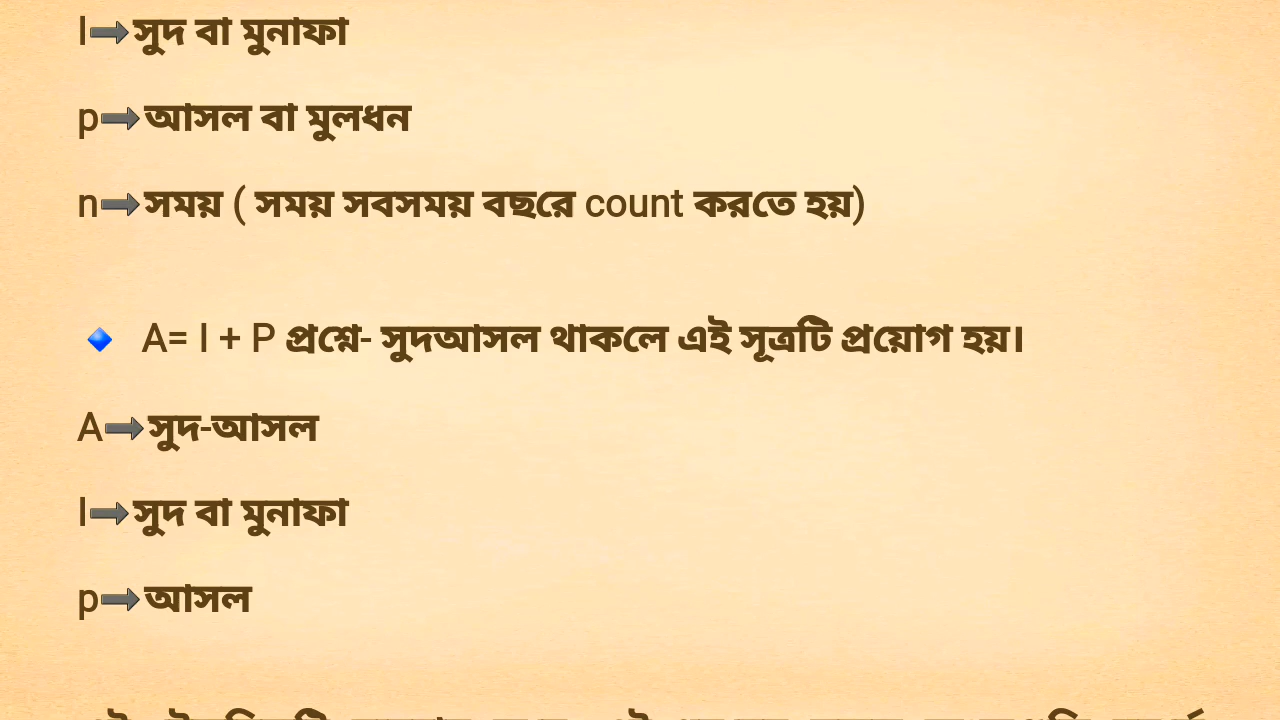 I➡সুদ বা মুনাফা
p➡আসল বা মুলধন
n➡সময় ( সময় সবসময় বছরে count করতে হয়)
🔹 A= I + P প্রশ্নে- সুদআসল থাকলে এই সূত্রটি প্রয়োগ হয়।
A➡সুদ-আসল
I➡সুদ বা মুনাফা
p➡আসল